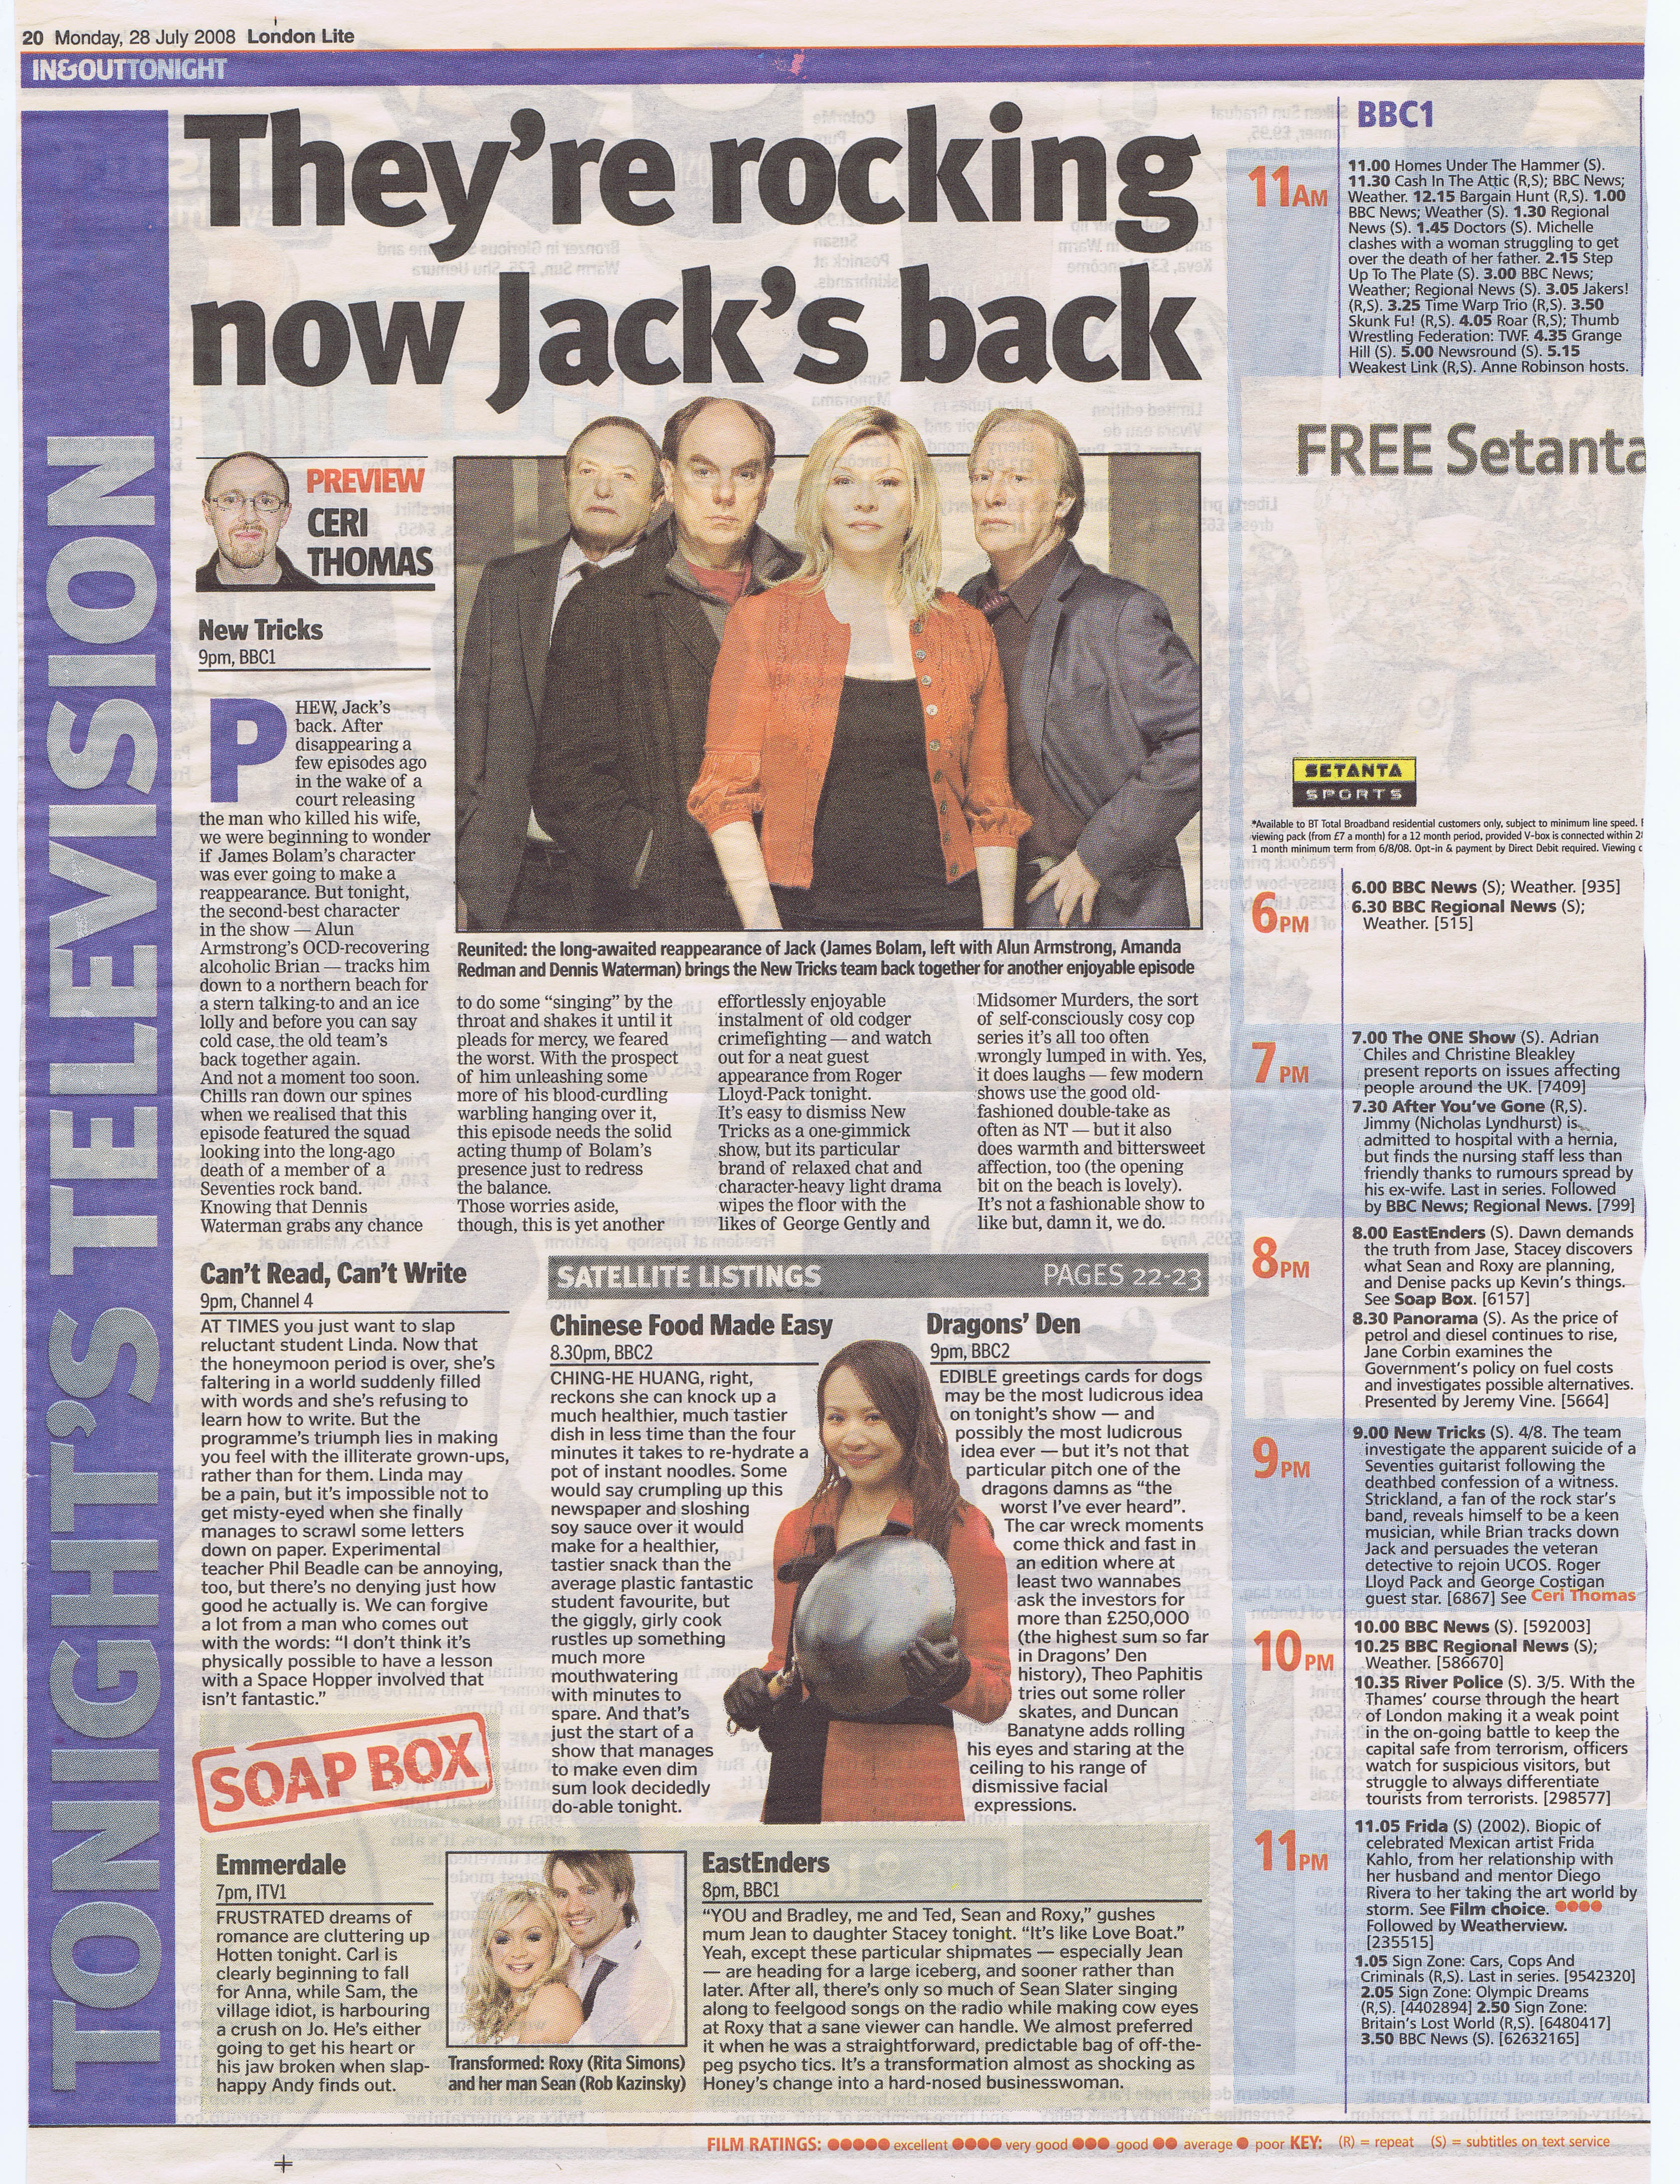 20 Monday, 28 July 2008 London Lite
IN&OUTTONIGHT
TONIGHT'S TELEVISION
They're rocking
now Jack's back
PREVIEW
CERI
THOMAS
New Tricks
9pm, BBC1
PHEW, Jack's
back. After
disappearing a
few episodes ago
in the wake of a
court releasing
the man who killed his wife,
we were beginning to wonder
if James Bolam's character
was ever going to make a
reappearance. But tonight,
the second-best character
in the show — Alun
Armstrong's OCD-recovering
alcoholic Brian — tracks him
down to a northern beach for
a stern talking-to and an ice
lolly and before you can say
cold case, the old team's
back together again.
And not a moment too soon.
Chills ran down our spines
when we realised that this
episode featured the squad
looking into the long-ago
death of a member of a
Seventies rock band.
Knowing that Dennis
Waterman grabs any chance
Reunited: the long-awaited reappearance of Jack (James Bolam, left with Alun Armstrong, Amanda
Redman and Dennis Waterman) brings the New Tricks team back together for another enjoyable episode
to do some "singing" by the
throat and shakes it until it
pleads for mercy, we feared
the worst. With the prospect
of him unleashing some
more of his blood-curdling
warbling hanging over it,
this episode needs the solid
acting thump of Bolam's
presence just to redress
the balance.
Those worries aside,
though, this is yet another
effortlessly enjoyable
instalment of old codger
crimefighting — and watch
out for a neat guest
appearance from Roger
Lloyd-Pack tonight.
It's easy to dismiss New
Tricks as a one-gimmick
show, but its particular
brand of relaxed chat and
character-heavy light drama
wipes the floor with the
likes of George Gently and
Midsomer Murders, the sort
of self-consciously cosy cop
series it's all too often
wrongly lumped in with. Yes,
it does laughs — few modern
shows use the good old-
fashioned double-take as
often as NT — but it also
does warmth and bittersweet
affection, too (the opening
bit on the beach is lovely).
It's not a fashionable show to
like but, damn it, we do.
Can't Read, Can't Write
9pm, Channel 4
AT TIMES you just want to slap
reluctant student Linda. Now that
the honeymoon period is over, she's
faltering in a world suddenly filled
with words and she's refusing to
learn how to write. But the
programme's triumph lies in making
you feel with the illiterate grown-ups,
rather than for them. Linda may
be a pain, but it's impossible not to
get misty-eyed when she finally
manages to scrawl some letters
down on paper. Experimental
teacher Phil Beadle can be annoying,
too, but there's no denying just how
good he actually is. We can forgive
a lot from a man who comes out
with the words: "I don't think it's
physically possible to have a lesson
with a Space Hopper involved that
isn't fantastic."
SATELLITE LISTINGS PAGES 22-23
Chinese Food Made Easy
8.30pm, BBC2
CHING-HE HUANG, right,
reckons she can knock up a
much healthier, much tastier
dish in less time than the four
minutes it takes to re-hydrate a
pot of instant noodles. Some
would say crumpling up this
newspaper and sloshing
soy sauce over it would
make for a healthier,
tastier snack than the
average plastic fantastic
student favourite, but
the giggly, girly cook
rustles up something
much more
mouthwatering
with minutes to
spare. And that's
just the start of a
show that manages
to make even dim
sum look decidedly
do-able tonight.
Dragons' Den
9pm, BBC2
EDIBLE greetings cards for dogs
may be the most ludicrous idea
on tonight's show — and
possibly the most ludicrous
idea ever — but it's not that
particular pitch one of the
dragons damns as "the
worst I've ever heard".
The car wreck moments
come thick and fast in
an edition where at
least two wannabes
ask the investors for
more than £250,000
(the highest sum so far
in Dragons' Den
history), Theo Paphitis
tries out some roller
skates, and Duncan
Banatyne adds rolling
his eyes and staring at the
ceiling to his range of
dismissive facial
expressions.
SOAP BOX
Emmerdale
7pm, ITV1
FRUSTRATED dreams of
romance are cluttering up
Hotten tonight. Carl is
clearly beginning to fall
for Anna, while Sam, the
village idiot, is harbouring
a crush on Jo. He's either
going to get his heart or
his jaw broken when slap-
happy Andy finds out.
Transformed: Roxy (Rita Simons)
and her man Sean (Rob Kazinsky)
EastEnders
8pm, BBC1
"YOU and Bradley, me and Ted, Sean and Roxy," gushes
mum Jean to daughter Stacey tonight. "It's like Love Boat."
Yeah, except these particular shipmates — especially Jean
— are heading for a large iceberg, and sooner rather than
later. After all, there's only so much of Sean Slater singing
along to feelgood songs on the radio while making cow eyes
at Roxy that a sane viewer can handle. We almost preferred
it when he was a straightforward, predictable bag of off-the-
peg psycho tics. It's a transformation almost as shocking as
Honey's change into a hard-nosed businesswoman.
BBC1
11AM
11.00 Homes Under The Hammer (S).
11.30 Cash In The Attic (R,S); BBC News;
Weather. 12.15 Bargain Hunt (R,S). 1.00
BBC News; Weather (S). 1.30 Regional
News (S). 1.45 Doctors (S). Michelle
clashes with a woman struggling to get
over the death of her father. 2.15 Step
Up To The Plate (S). 3.00 BBC News;
Weather; Regional News (S). 3.05 Jakers!
(R,S). 3.25 Time Warp Trio (R,S). 3.50
Skunk Fu! (R,S). 4.05 Roar (R,S); Thumb
Wrestling Federation: TWF. 4.35 Grange
Hill (S). 5.00 Newsround (S). 5.15
Weakest Link (R,S). Anne Robinson hosts.
FREE Setanta
SETANTA
SPORTS
*Available to BT Total Broadband residential customers only, subject to minimum line speed.
viewing pack (from £7 a month) for a 12 month period, provided V-box is connected within
1 month minimum term from 6/8/08. Opt-in & payment by Direct Debit required. Viewing
6PM
6.00 BBC News (S); Weather. [935]
6.30 BBC Regional News (S);
Weather. [515]
7PM
7.00 The ONE Show (S). Adrian
Chiles and Christine Bleakley
present reports on issues affecting
people around the UK. [7409]
7.30 After You've Gone (R,S).
Jimmy (Nicholas Lyndhurst) is
admitted to hospital with a hernia,
but finds the nursing staff less than
friendly thanks to rumours spread by
his ex-wife. Last in series. Followed
by BBC News; Regional News. [799]
8PM
8.00 EastEnders (S). Dawn demands
the truth from Jase, Stacey discovers
what Sean and Roxy are planning,
and Denise packs up Kevin's things.
See Soap Box. [6157]
8.30 Panorama (S). As the price of
petrol and diesel continues to rise,
Jane Corbin examines the
Government's policy on fuel costs
and investigates possible alternatives.
Presented by Jeremy Vine. [5664]
9PM
9.00 New Tricks (S). 4/8. The team
investigate the apparent suicide of a
Seventies guitarist following the
deathbed confession of a witness.
Strickland, a fan of the rock star's
band, reveals himself to be a keen
musician, while Brian tracks down
Jack and persuades the veteran
detective to rejoin UCOS. Roger
Lloyd Pack and George Costigan
guest star. [6867] See Ceri Thomas
10PM
10.00 BBC News (S). [592003]
10.25 BBC Regional News (S);
Weather. [586670]
10.35 River Police (S). 3/5. With the
Thames' course through the heart
of London making it a weak point
in the on-going battle to keep the
capital safe from terrorism, officers
watch for suspicious visitors, but
struggle to always differentiate
tourists from terrorists. [298577]
11PM
11.05 Frida (S) (2002). Biopic of
celebrated Mexican artist Frida
Kahlo, from her relationship with
her husband and mentor Diego
Rivera to her taking the art world by
storm. See Film choice. ●●●●
Followed by Weatherview.
[235515]
1.05 Sign Zone: Cars, Cops And
Criminals (R,S). Last in series. [9542320]
2.05 Sign Zone: Olympic Dreams
(R,S). [4402894] 2.50 Sign Zone:
Britain's Lost World (R,S). [6480417]
3.50 BBC News (S). [62632165]
FILM RATINGS: ●●●●● excellent ●●●● very good ●●● good ●● average ● poor KEY: (R) = repeat (S) = subtitles on text service